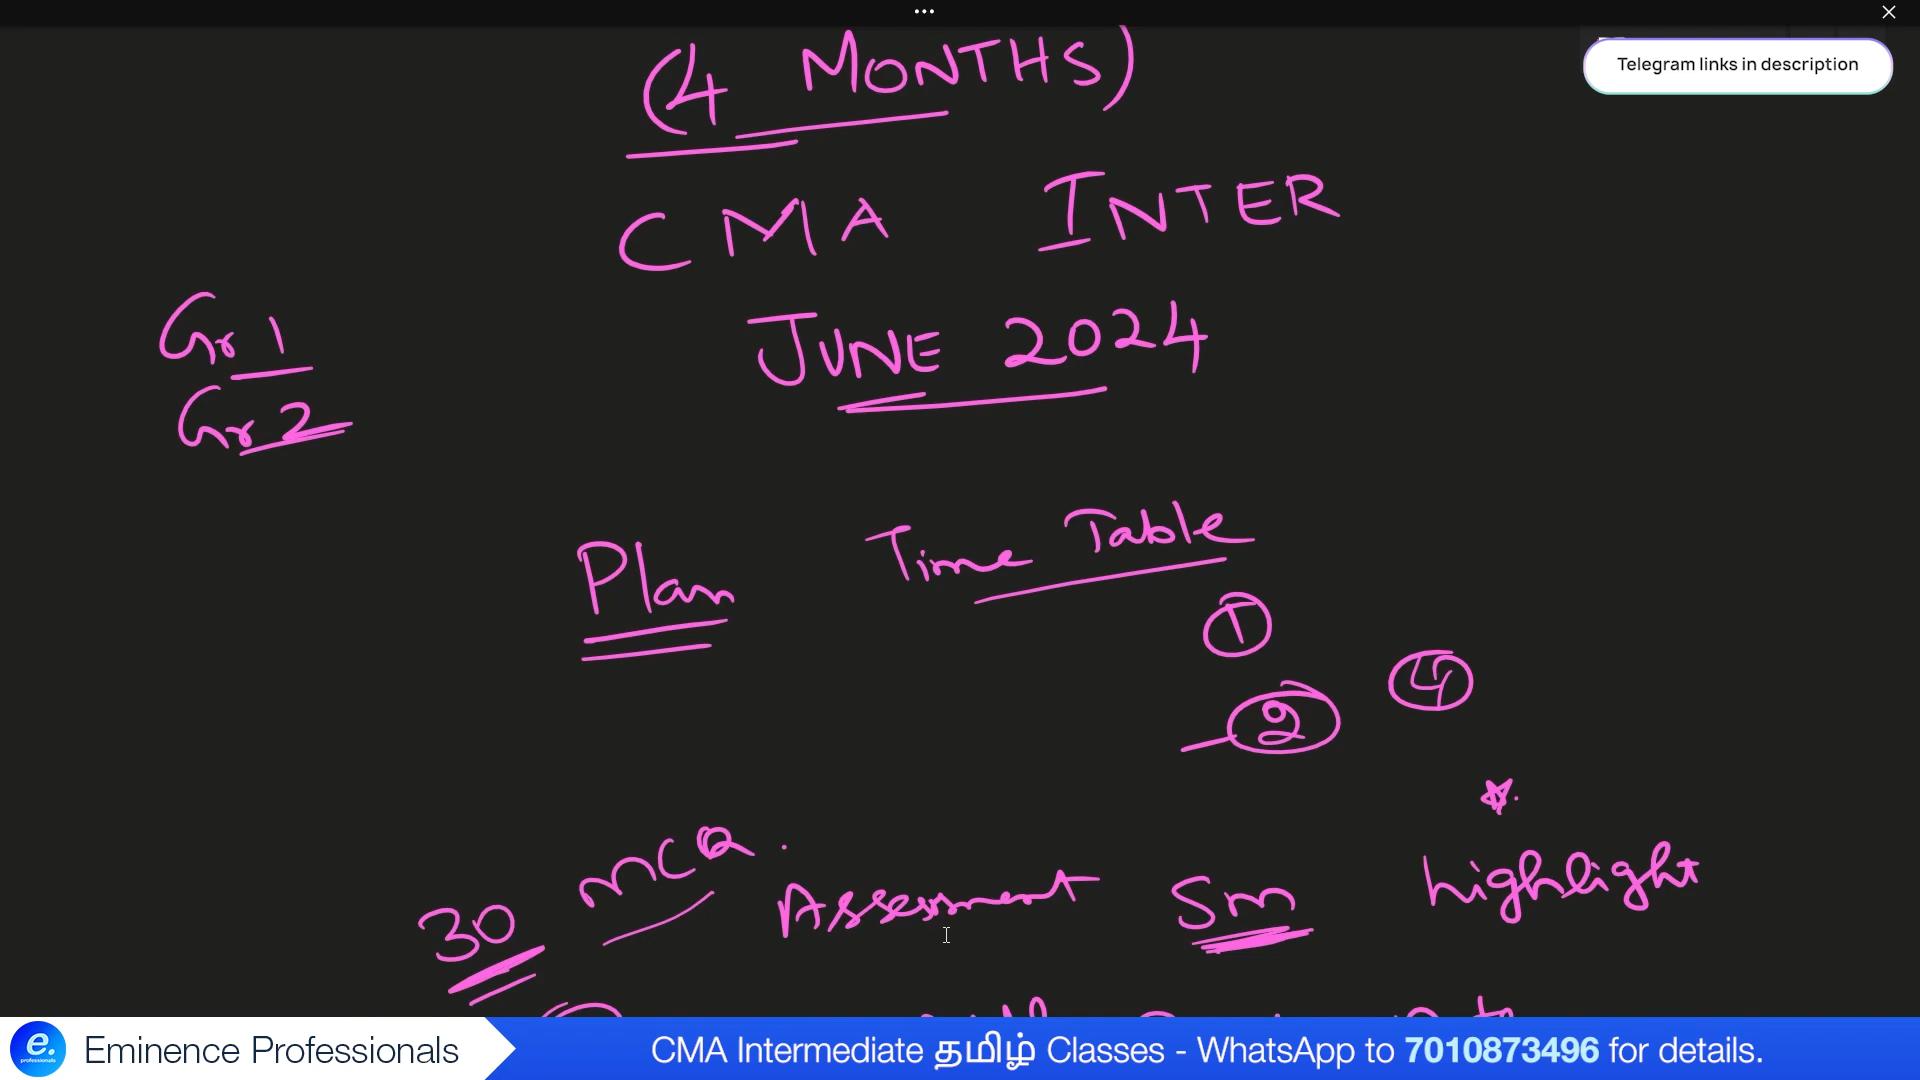 Telegram links in description
(4 MONTHS)
CMA INTER
JUNE 2024
Gr 1
Gr 2
Plan Time Table
1
2
4
30 MCQ. Assessment Sm highlight
e.
professionals
Eminence Professionals
CMA Intermediate தமிழ் Classes - WhatsApp to 7010873496 for details.